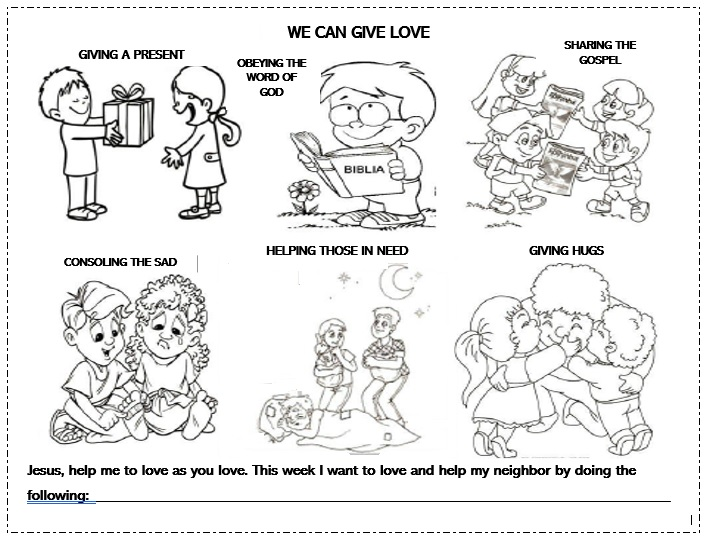 WE CAN GIVE LOVE
GIVING A PRESENT
OBEYING THE
WORD OF
GOD
SHARING THE
GOSPEL
BIBLIA
CONSOLING THE SAD
HELPING THOSE IN NEED
GIVING HUGS
Jesus, help me to love as you love. This week I want to love and help my neighbor by doing the
following: